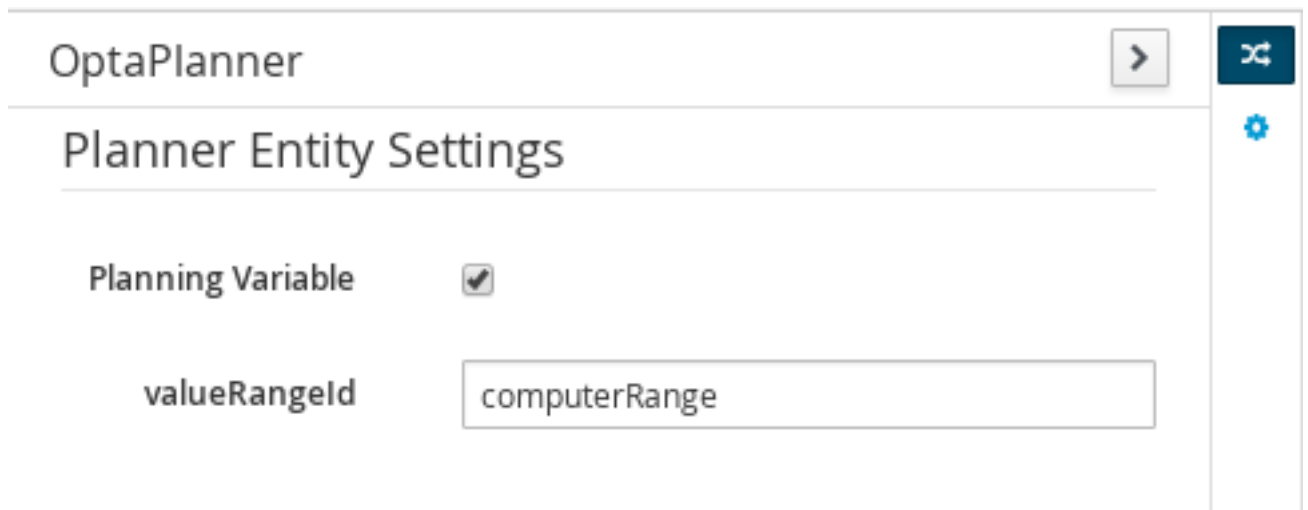 OptaPlanner
Planner Entity Settings
Planning Variable
valueRangeId
computerRange